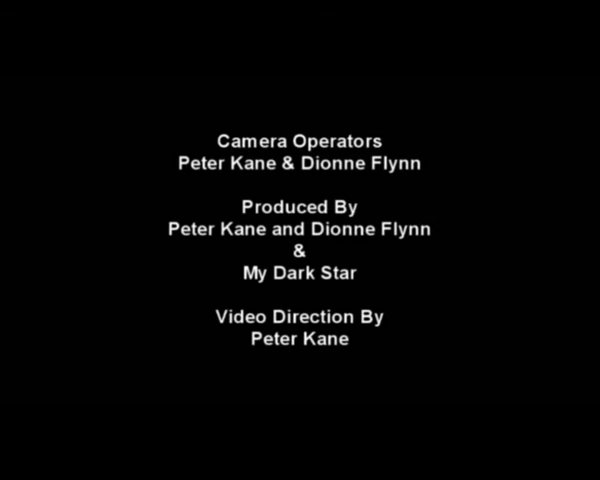 Camera Operators
Peter Kane & Dionne Flynn
Produced By
Peter Kane and Dionne Flynn
&
My Dark Star
Video Direction By
Peter Kane